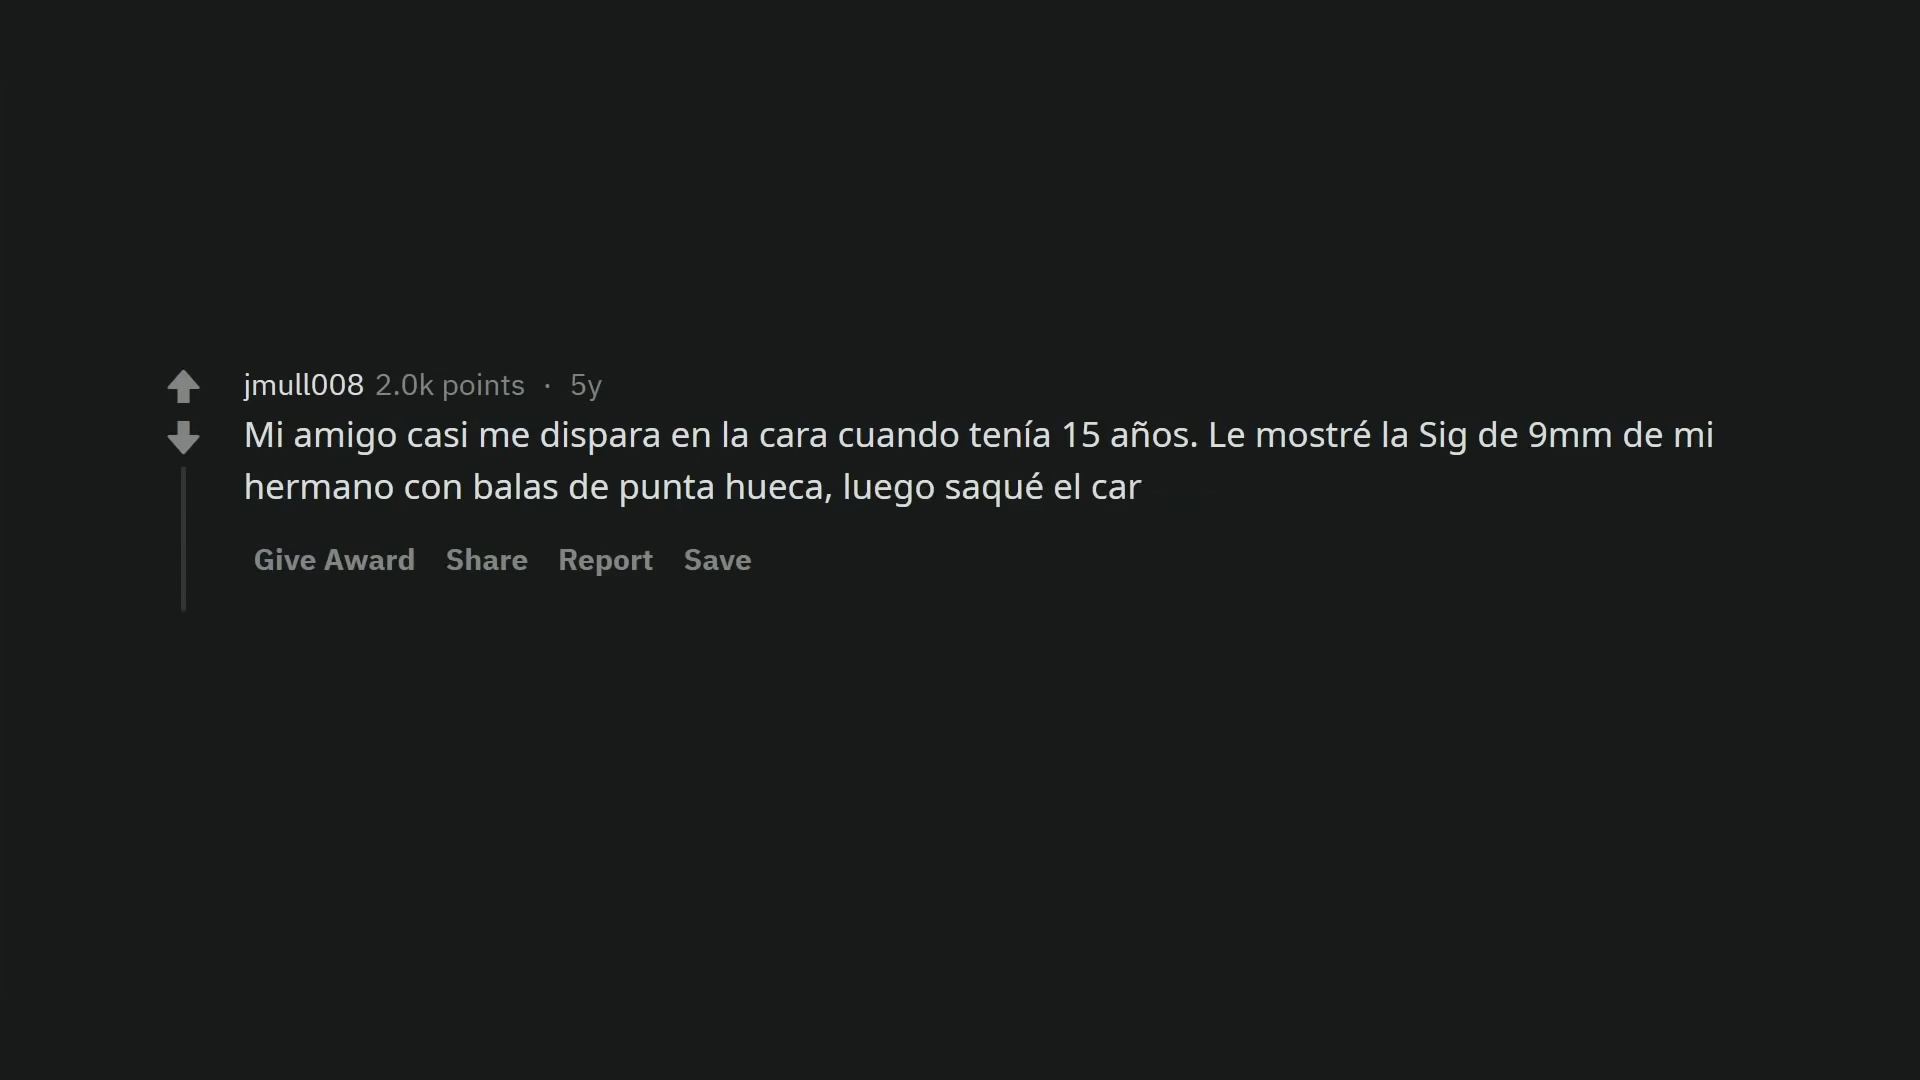 jmull008 2.0k points · 5y
Mi amigo casi me dispara en la cara cuando tenía 15 años. Le mostré la Sig de 9mm de mi
hermano con balas de punta hueca, luego saqué el car
Give Award Share Report Save